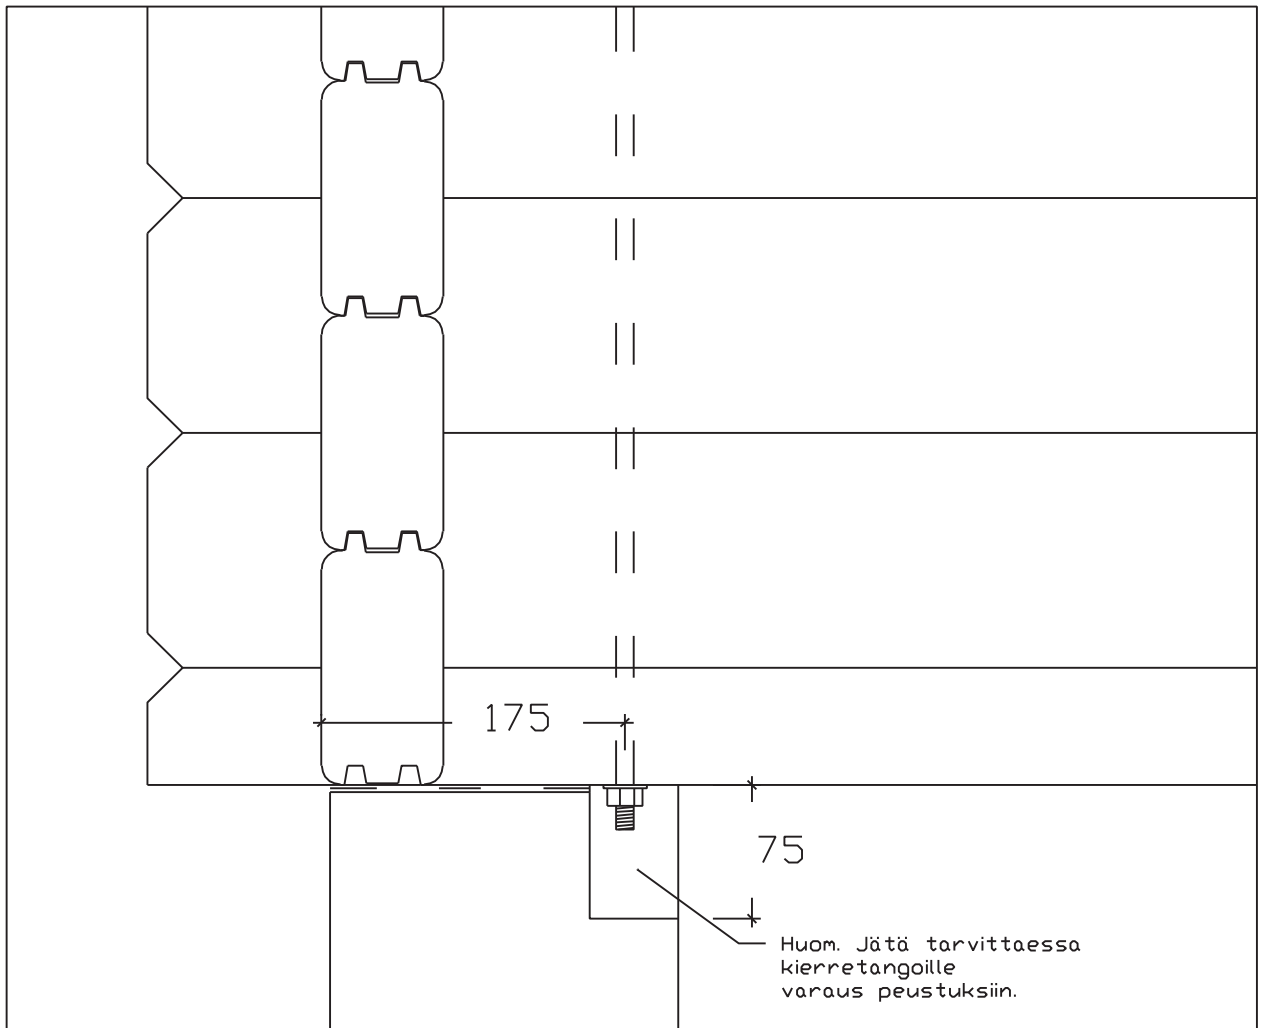 175
75
Huom. Jätä tarvittaessa
kierretangoille
varaus peustuksiin.